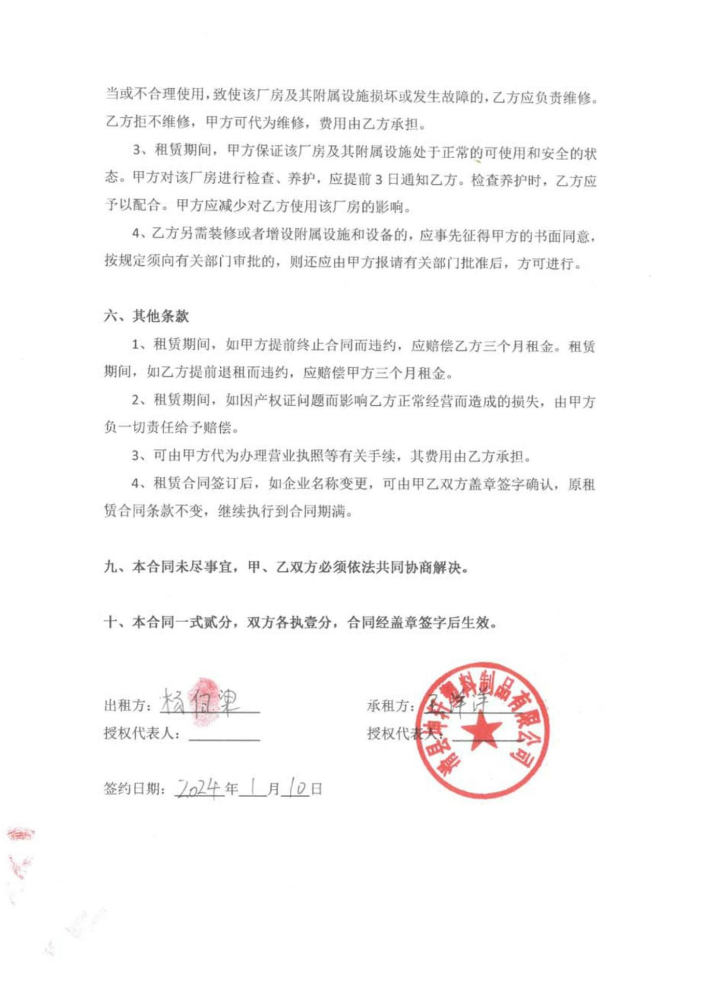 当或不合理使用,致使该厂房及其附属设施损坏或发生故障的,乙方应负责维修。
乙方拒不维修，甲方可代为维修，费用由乙方承担。
3、租赁期间，甲方保证该厂房及其附属设施处于正常的可使用和安全的状
态。甲方对该厂房进行检查、养护，应提前 3 日通知乙方。检查养护时，乙方应
予以配合。甲方应减少对乙方使用该厂房的影响。
4、乙方另需装修或者增设附属设施和设备的，应事先征得甲方的书面同意，
按规定须向有关部门审批的，则还应由甲方报请有关部门批准后，方可进行。
六、其他条款
1、租赁期间，如甲方提前终止合同而违约，应赔偿乙方三个月租金。租赁
期间，如乙方提前退租而违约，应赔偿甲方三个月租金。
2、租赁期间，如因产权证问题而影响乙方正常经营而造成的损失，由甲方
负一切责任给予赔偿。
3、可由甲方代为办理营业执照等有关手续，其费用由乙方承担。
4、租赁合同签订后，如企业名称变更，可由甲乙双方盖章签字确认，原租
赁合同条款不变，继续执行到合同期满。
九、本合同未尽事宜，甲、乙双方必须依法共同协商解决。
十、本合同一式贰分，双方各执壹分，合同经盖章签字后生效。
出租方：杨
承租方：王洋洋
授权代表人：
授权代表人：
滑县坤轩塑料制品有限公司
签约日期：2024年1月10日